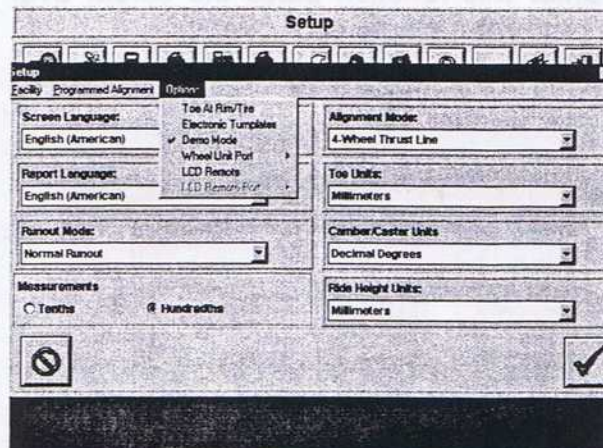 Setup
Setup
Facility Programmed Alignment Options
Toe At Rim/Tire
Electronic Turnplates
Demo Mode
Wheel Unit Port
LCD Remote
LCD Remote Port
Screen Language:
English (American)
Report Language:
English (American)
Runout Mode:
Normal Runout
Measurements
Tenths Hundredths
Alignment Mode:
4-Wheel Thrust Line
Toe Units:
Millimeters
Camber/Caster Units
Decimal Degrees
Ride Height Units:
Millimeters